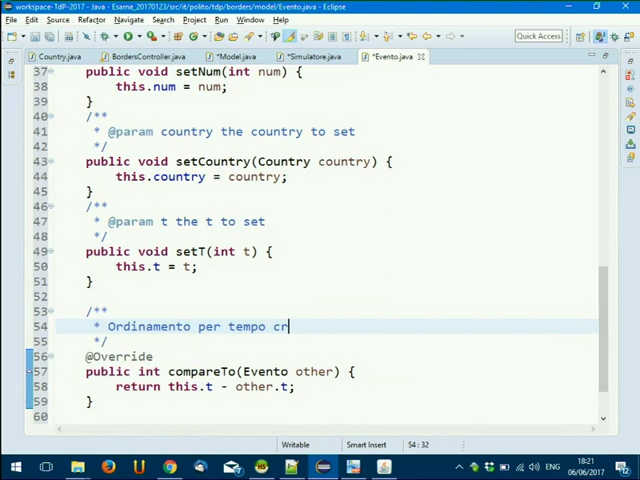 workspace-TdP-2017 - Java - Esame_20170123/src/it/polito/tdp/borders/model/Evento.java - Eclipse
File Edit Source Refactor Navigate Search Project Run Window Help
Quick Access
Country.java BordersController.java *Model.java *Simulatore.java *Evento.java
37 public void setNum(int num) {
38 this.num = num;
39 }
40 /**
41 * @param country the country to set
42 */
43 public void setCountry(Country country) {
44 this.country = country;
45 }
46 /**
47 * @param t the t to set
48 */
49 public void setT(int t) {
50 this.t = t;
51 }
52
53 /**
54 * Ordinamento per tempo cr
55 */
56 @Override
57 public int compareTo(Evento other) {
58 return this.t - other.t;
59 }
60
Writable Smart Insert 54 : 32
ENG 18:21
06/06/2017